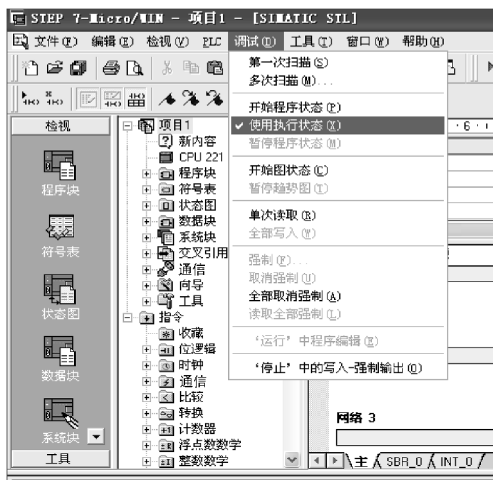 STEP 7-Micro/WIN - 项目1 - [SIMATIC STL]
文件(F) 编辑(E) 检视(V) PLC 调试(D) 工具(T) 窗口(W) 帮助(H)
第一次扫描(S)
多次扫描(M)...
开始程序状态(P)
使用执行状态(X)
暂停程序状态(M)
开始图状态(C)
暂停趋势图(T)
单次读取(R)
全部写入(W)
强制(F)...
取消强制(U)
全部取消强制(A)
读取全部强制(L)
‘运行’中程序编辑(E)
‘停止’中的写入-强制输出(O)
检视
程序块
符号表
状态图
数据块
系统块
工具
项目1
新内容
CPU 221
程序块
符号表
状态图
数据块
系统块
交叉引用
通信
向导
工具
指令
收藏
位逻辑
时钟
通信
比较
转换
计数器
浮点数数学
整数数学
·6·
网络 3
主 SBR_0 INT_0